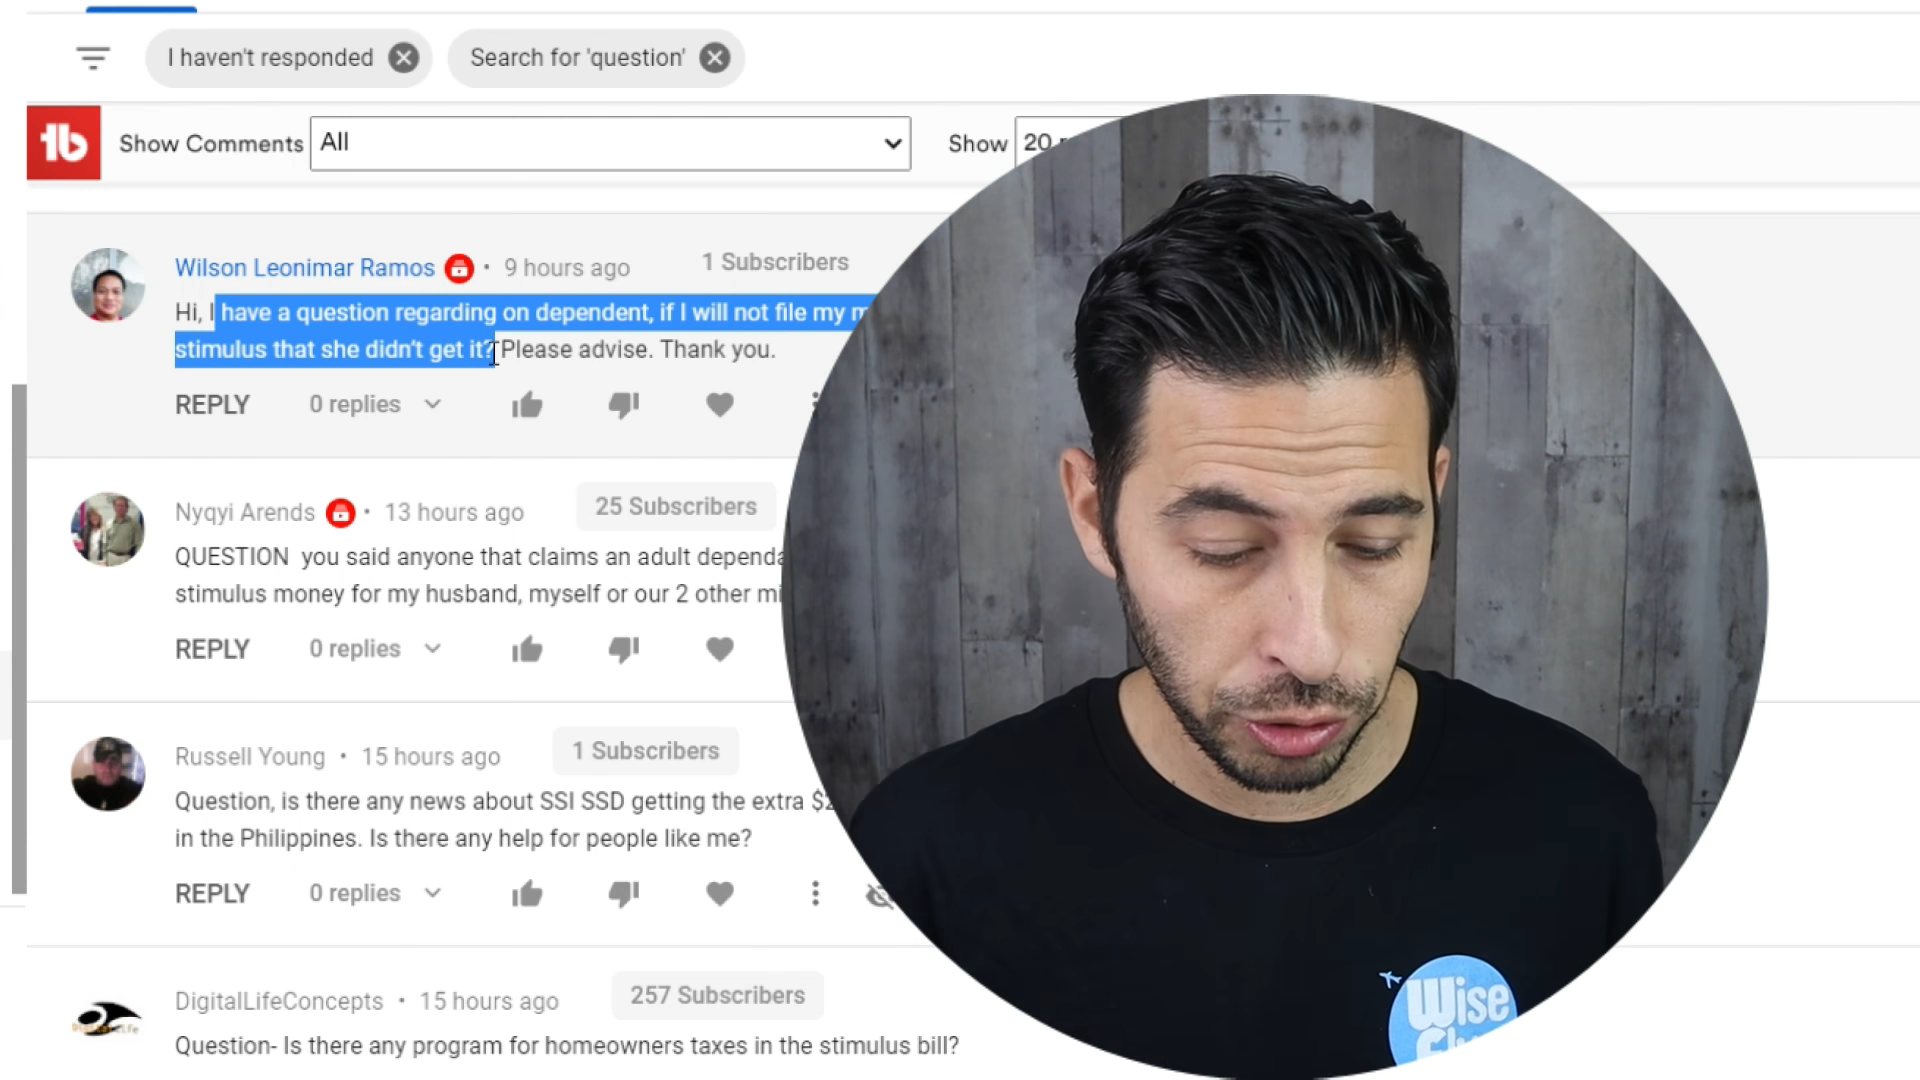 I haven't responded
Search for 'question'
tb Show Comments All Show 20
Wilson Leonimar Ramos • 9 hours ago 1 Subscribers
Hi, I have a question regarding on dependent, if I will not file my
stimulus that she didn't get it? Please advise. Thank you.
REPLY 0 replies
Nyqyi Arends • 13 hours ago 25 Subscribers
QUESTION you said anyone that claims an adult
stimulus money for my husband, myself or our 2 other
REPLY 0 replies
Russell Young • 15 hours ago 1 Subscribers
Question, is there any news about SSI SSD getting the extra
in the Philippines. Is there any help for people like me?
REPLY 0 replies
DigitalLifeConcepts • 15 hours ago 257 Subscribers
Question- Is there any program for homeowners taxes in the stimulus bill?
Wise